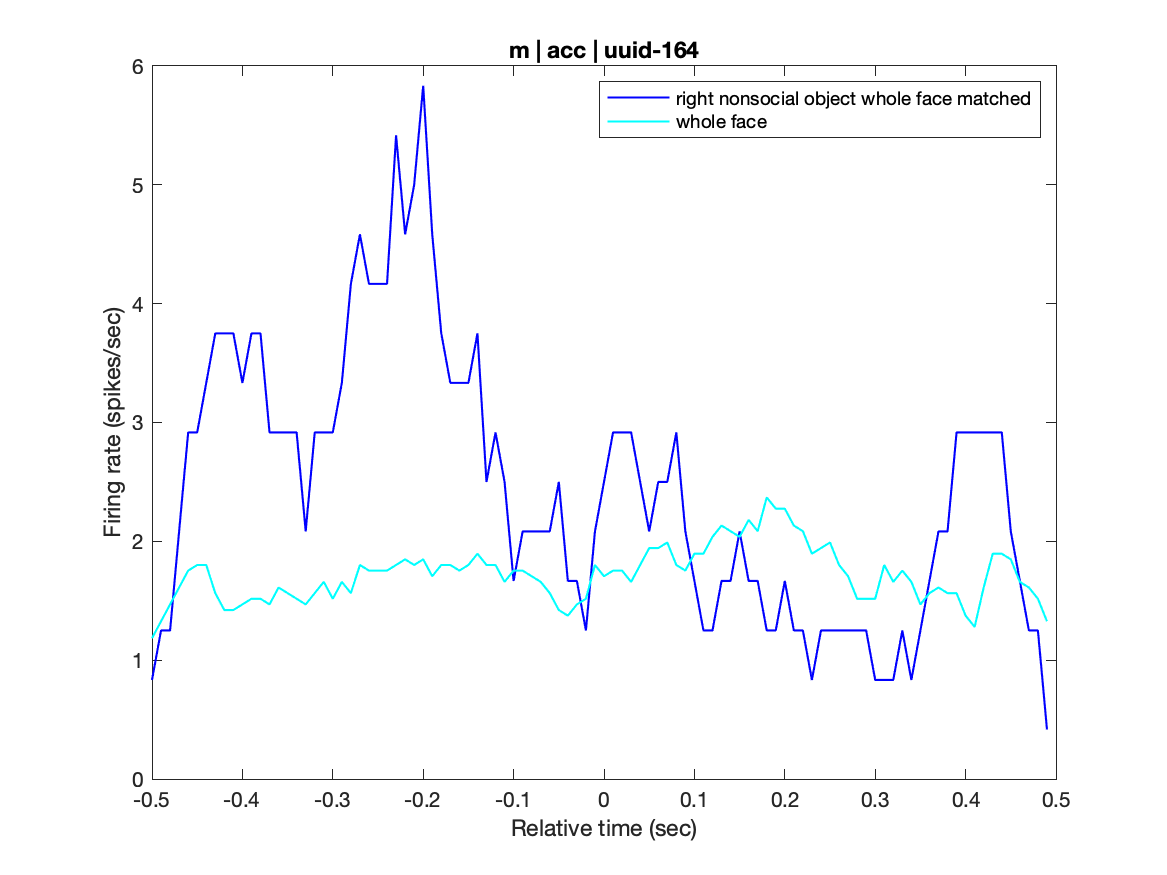 m | acc | uuid-164
right nonsocial object whole face matched
whole face
Firing rate (spikes/sec)
6
5
4
3
2
1
0
-0.5 -0.4 -0.3 -0.2 -0.1 0 0.1 0.2 0.3 0.4 0.5
Relative time (sec)